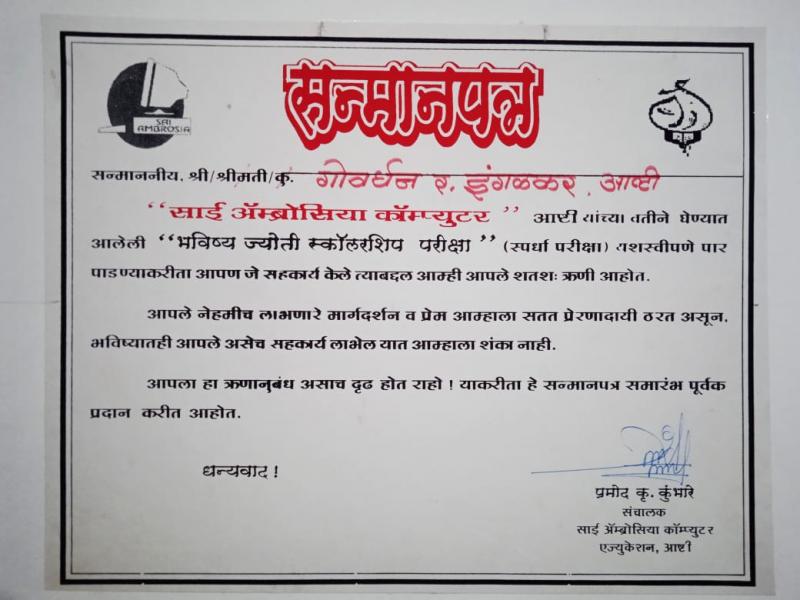 सन्मानपत्र
SAI
AMBROSIA
सन्माननीय, श्री/श्रीमती/कु. गोवर्धन र. इंगळकर, आष्टी
“साई ॲम्ब्रोसिया कॉम्प्युटर” आष्टी यांच्या वतीने घेण्यात
आलेली “भविष्य ज्योती स्कॉलरशिप परीक्षा” (स्पर्धा परीक्षा) यशस्वीपणे पार
पाडण्याकरीता आपण जे सहकार्य केले त्याबद्दल आम्ही आपले शतशः ऋणी आहोत.
आपले नेहमीच लाभणारे मार्गदर्शन व प्रेम आम्हाला सतत प्रेरणादायी ठरत असून,
भविष्यातही आपले असेच सहकार्य लाभेल यात आम्हाला शंका नाही.
आपला हा ऋणानुबंध असाच दृढ होत राहो ! याकरीता हे सन्मानपत्र समारंभ पूर्वक
प्रदान करीत आहोत.
धन्यवाद !
प्रमोद कृ. कुंभारे
संचालक
साई ॲम्ब्रोसिया कॉम्प्युटर
एज्युकेशन, आष्टी